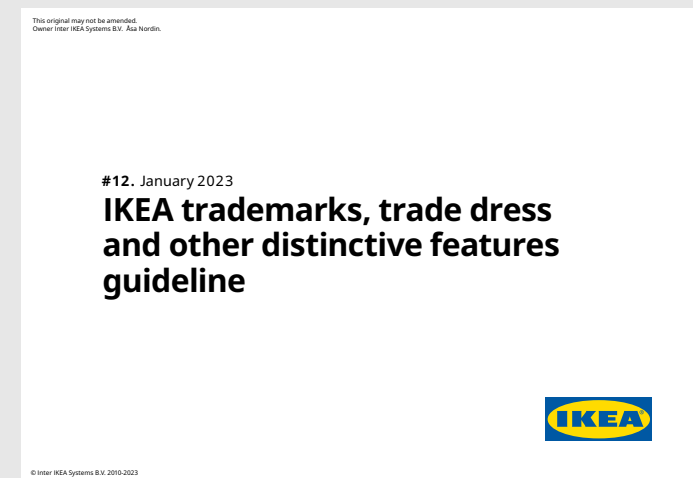 This original may not be amended.
Owner Inter IKEA Systems B.V. Åsa Nordin.
#12. January 2023
IKEA trademarks, trade dress
and other distinctive features
guideline
IKEA®
© Inter IKEA Systems B.V. 2010-2023